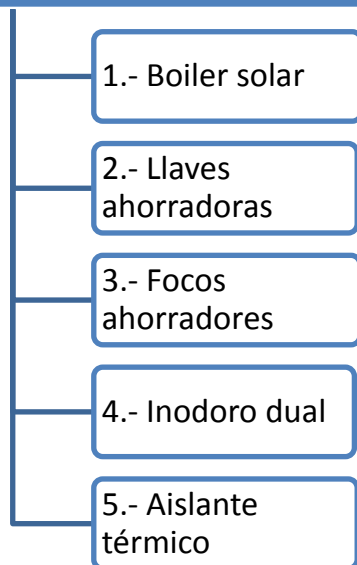 1.- Boiler solar
2.- Llaves
ahorradoras
3.- Focos
ahorradores
4.- Inodoro dual
5.- Aislante
térmico